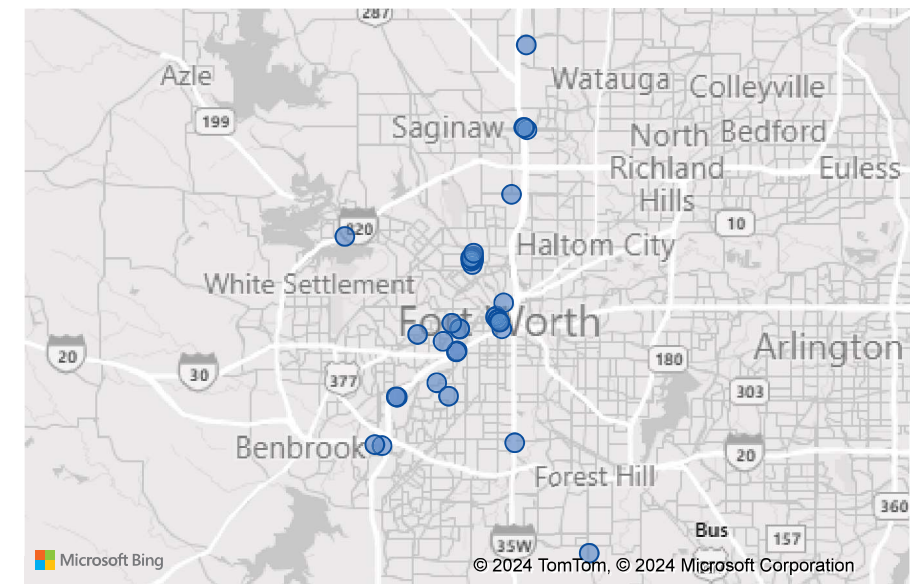 287
Azle
Watauga
Colleyville
199
Saginaw
North
Bedford
Richland
Euless
Hills
10
820
Haltom City
White Settlement
Fort Worth
20
30
180
Arlington
377
303
Benbrook
20
Forest Hill
360
35W
Bus
157
Microsoft Bing
© 2024 TomTom, © 2024 Microsoft Corporation